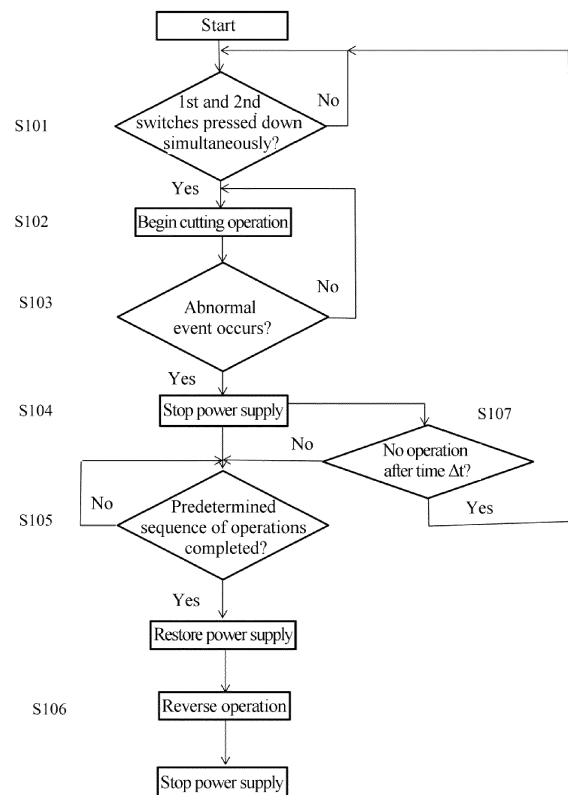 Start
1st and 2nd
switches pressed down
simultaneously?
No
S101
Yes
S102
Begin cutting operation
No
S103
Abnormal
event occurs?
Yes
S104
Stop power supply
S107
No
No operation
after time Δt?
No
Yes
S105
Predetermined
sequence of operations
completed?
Yes
Restore power supply
S106
Reverse operation
Stop power supply